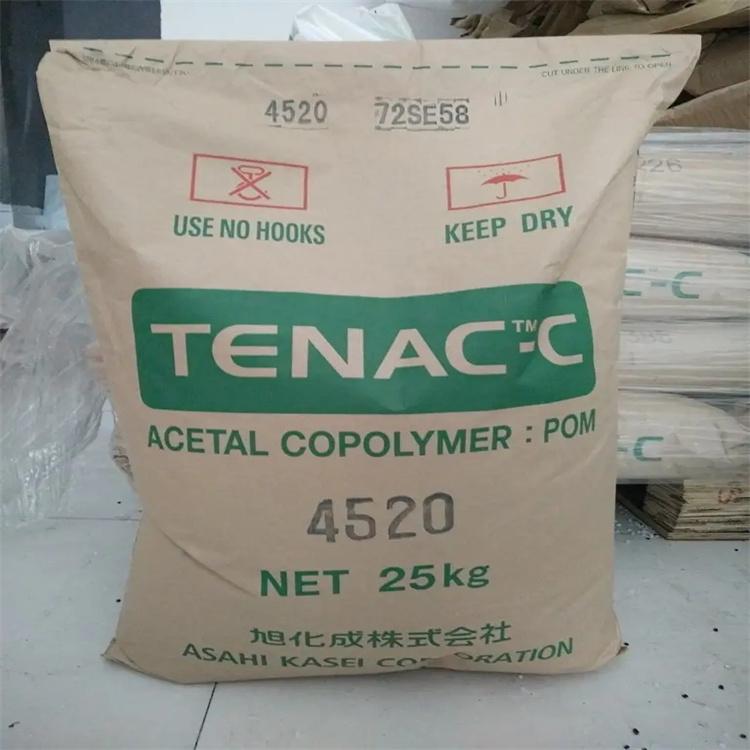 CUT UNDER THE LINE TO OPEN
4520 72SE58
USE NO HOOKS
KEEP DRY
TENAC™-C
ACETAL COPOLYMER : POM
4520
NET 25kg
旭化成株式会社
ASAHI KASEI CORPORATION
-C
-C